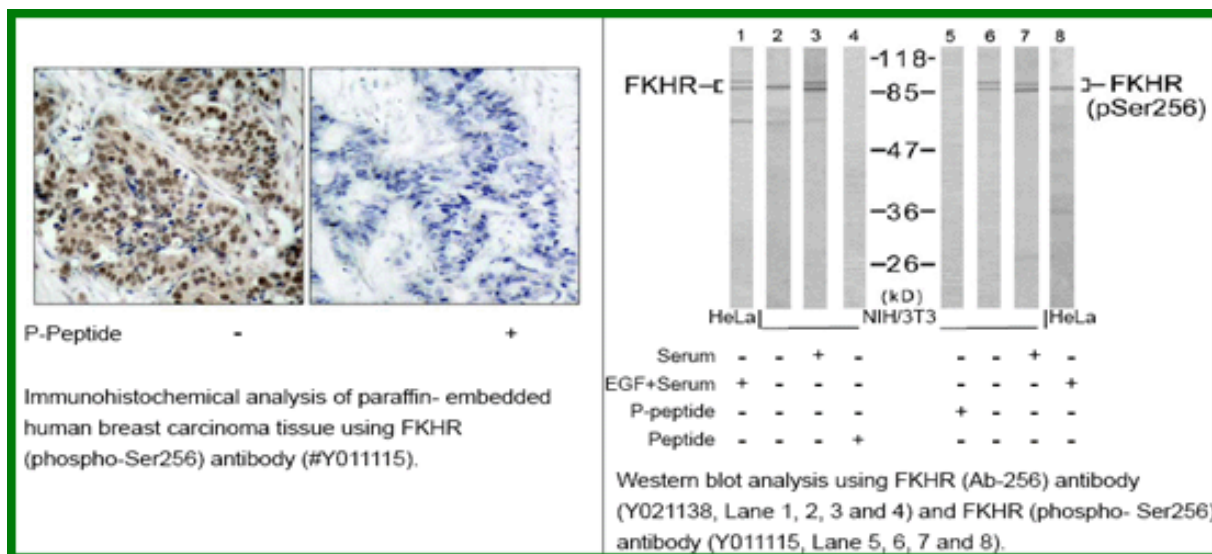 P-Peptide - +
Immunohistochemical analysis of paraffin- embedded
human breast carcinoma tissue using FKHR
(phospho-Ser256) antibody (#Y011115).
1 2 3 4 5 6 7 8
-118-
FKHR -85- FKHR
(pSer256)
-47-
-36-
-26-
(kD)
HeLa NIH/3T3 HeLa
Serum - - + - - - + -
EGF+Serum + - - - - - - +
P-peptide - - - - + - - -
Peptide - - - + - - - -
Western blot analysis using FKHR (Ab-256) antibody
(Y021138, Lane 1, 2, 3 and 4) and FKHR (phospho- Ser256)
antibody (Y011115, Lane 5, 6, 7 and 8).